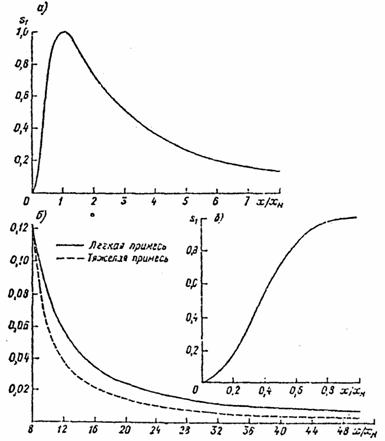 а)
s₁
1,0
0,8
0,6
0,4
0,2
0 1 2 3 4 5 6 7 x/xм
б)
0,12
0,10
0,08
0,06
0,04
0,02
8 12 16 20 24 28 32 36 40 44 48 x/xм
Легкая примесь
Тяжелая примесь
в)
s₁
0,8
0,6
0,4
0,2
0 0,2 0,4 0,6 0,8 x/xм